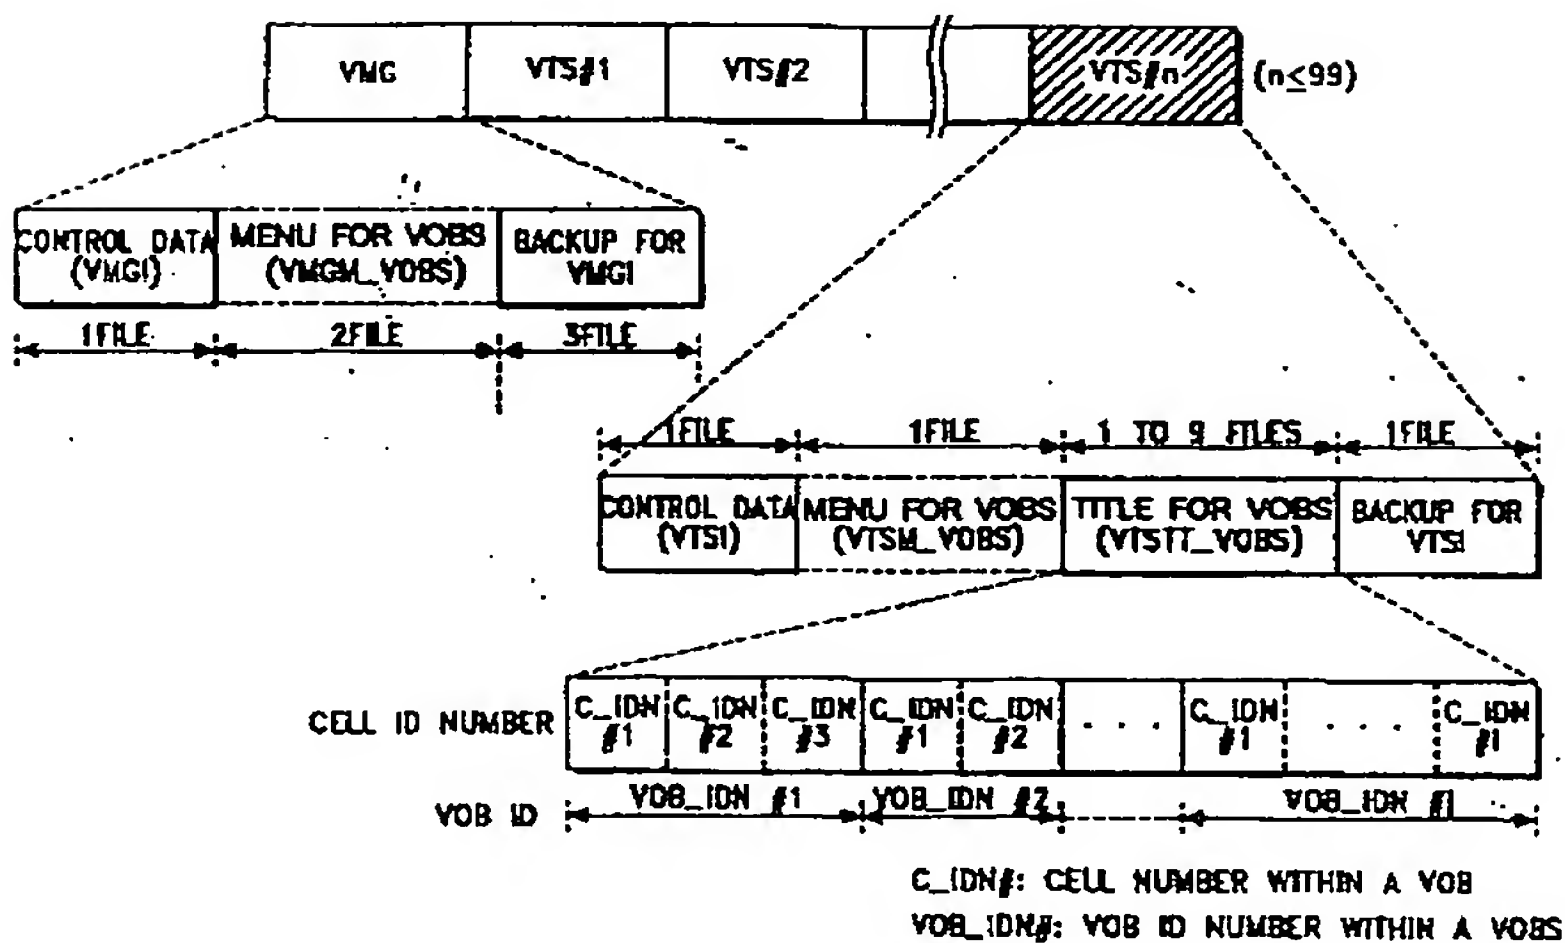 VMG VTS#1 VTS#2 VTS#n (n≤99)
CONTROL DATA (VMGI)
MENU FOR VOBS (VMGM_VOBS)
BACKUP FOR VMGI
1FILE 2FILE 3FILE
1FILE 1FILE 1 TO 9 FILES 1FILE
CONTROL DATA (VTSI)
MENU FOR VOBS (VTSM_VOBS)
TITLE FOR VOBS (VTSTT_VOBS)
BACKUP FOR VTSI
CELL ID NUMBER
C_IDN #1
C_IDN #2
C_IDN #3
C_IDN #1
C_IDN #2
. . .
C_IDN #1
. . .
C_IDN #I
VOB ID VOB_IDN #1 VOB_IDN #2 VOB_IDN
C_IDN#: CELL NUMBER WITHIN A VOB
VOB_IDN#: VOB ID NUMBER WITHIN A VOBS